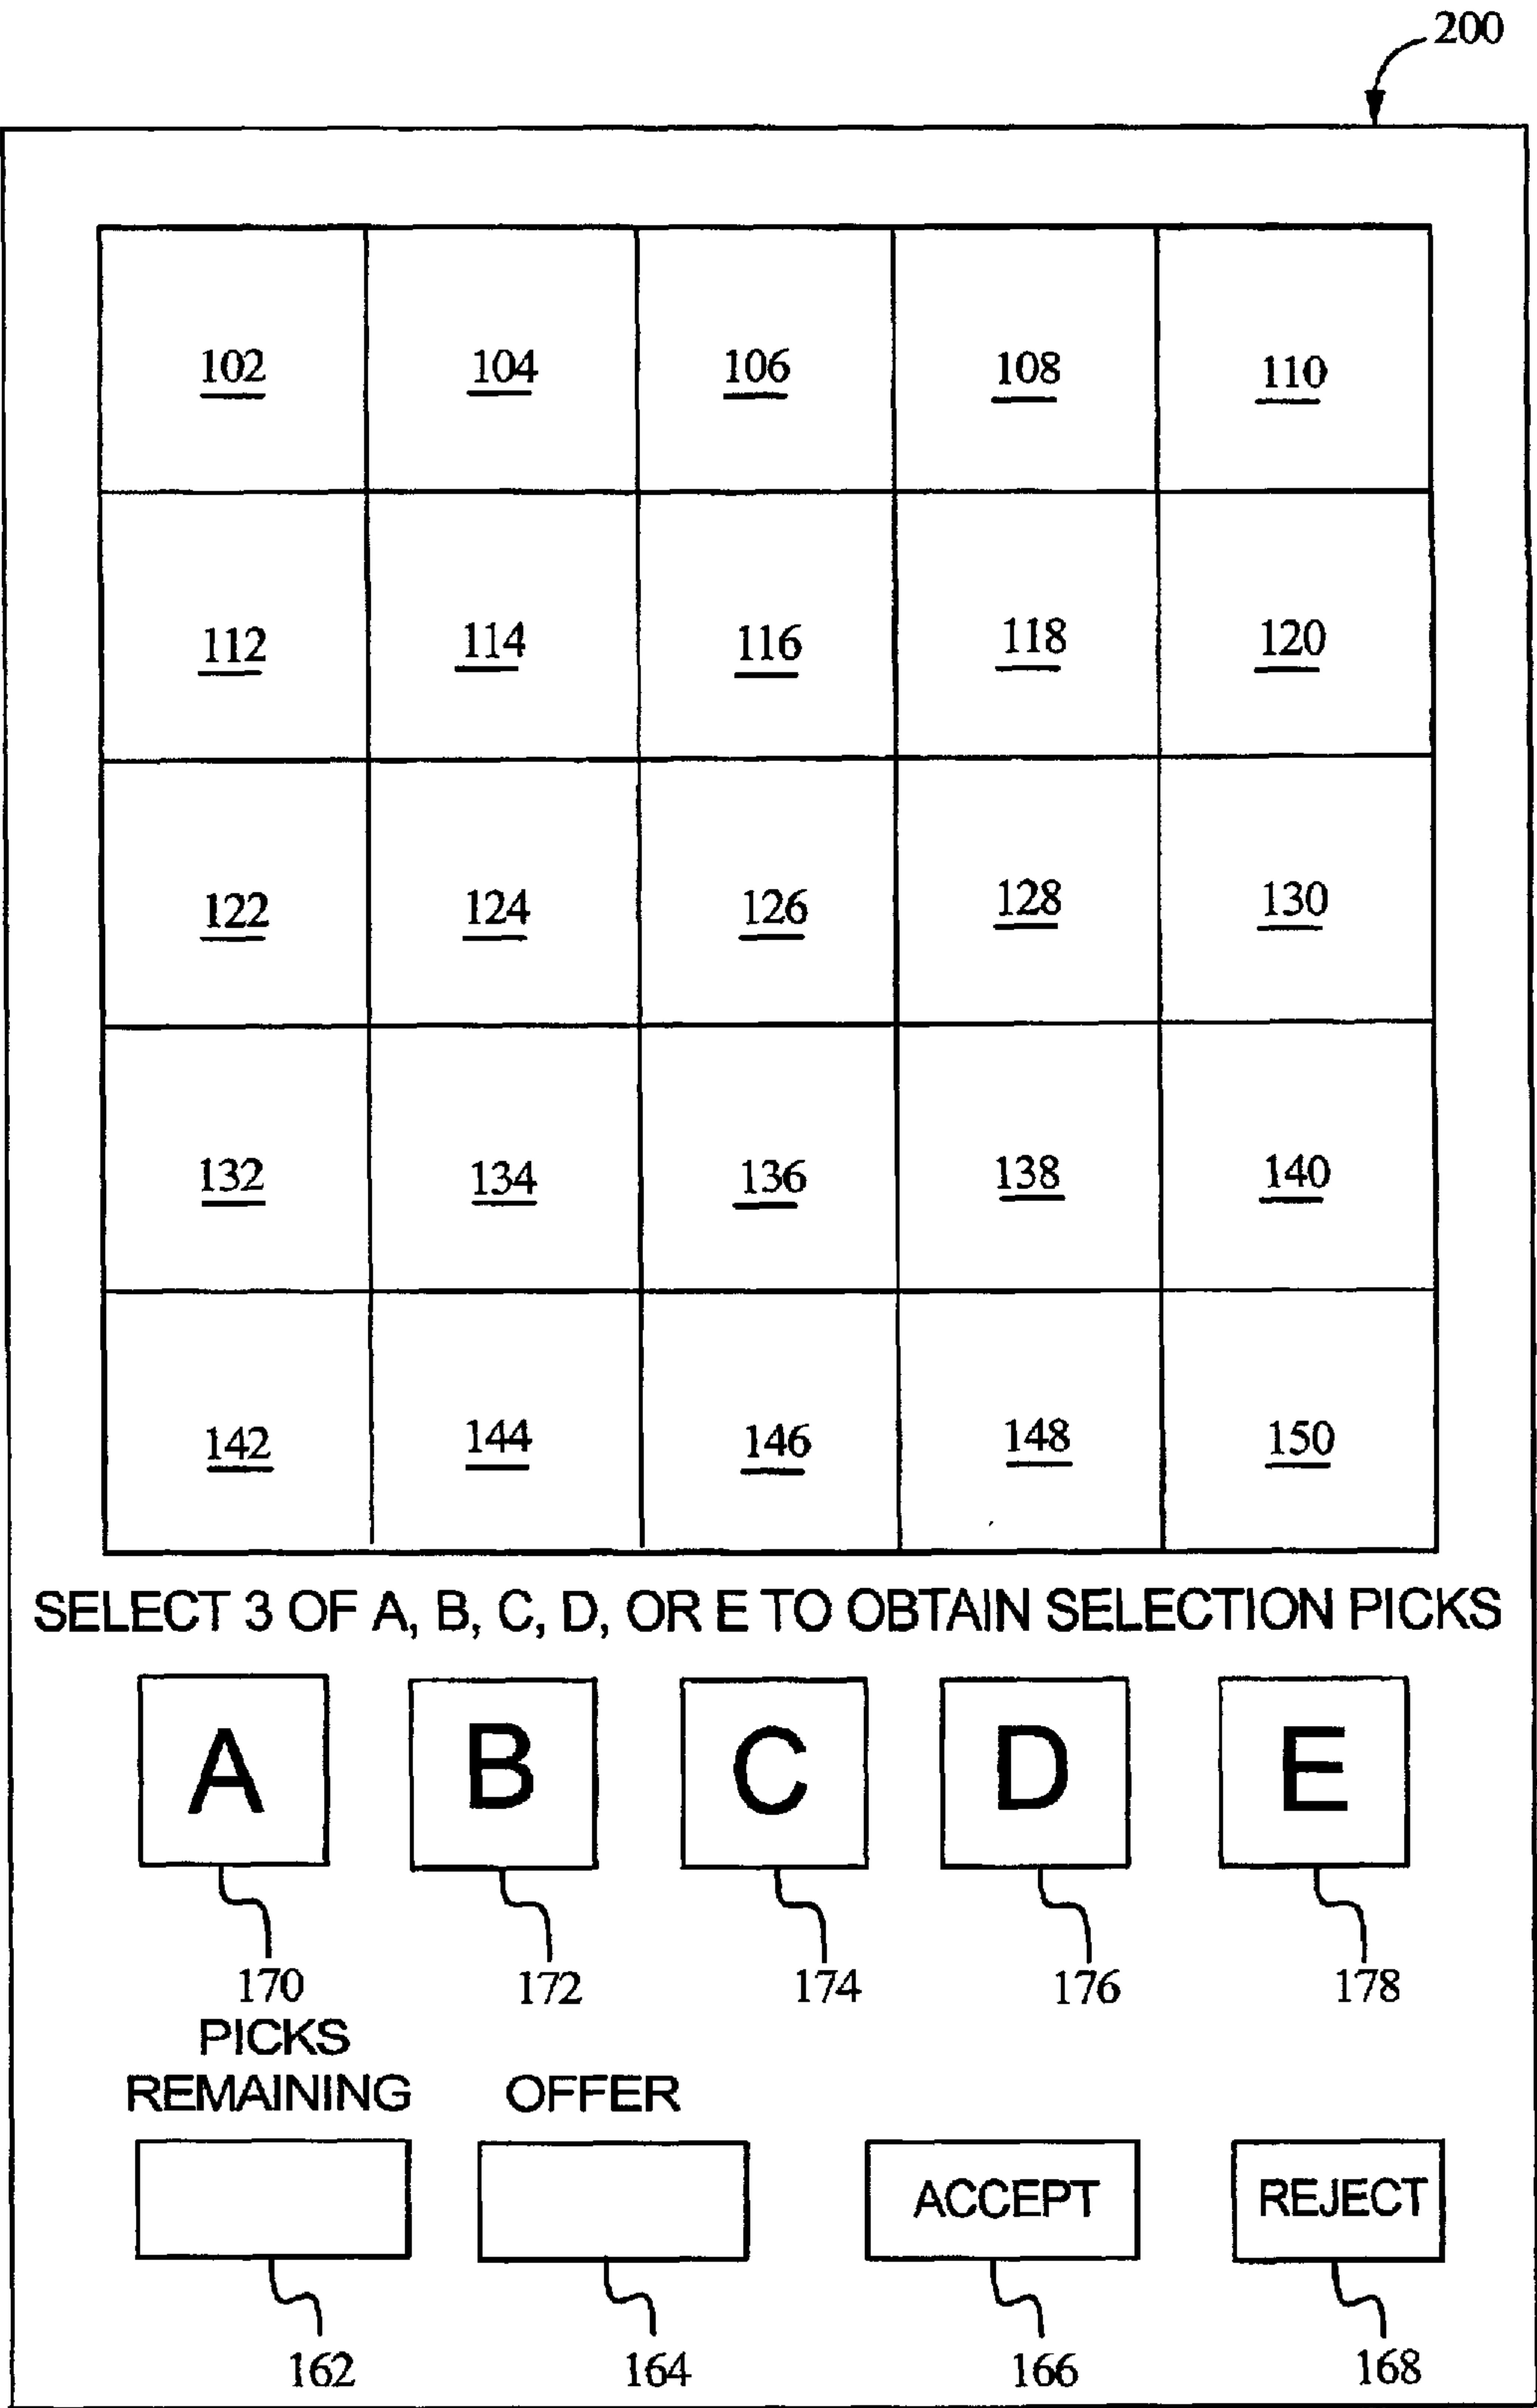 200
102 104 106 108 110
112 114 116 118 120
122 124 126 128 130
132 134 136 138 140
142 144 146 148 150
SELECT 3 OF A, B, C, D, OR E TO OBTAIN SELECTION PICKS
A B C D E
170 172 174 176 178
PICKS
REMAINING OFFER
ACCEPT REJECT
162 164 166 168